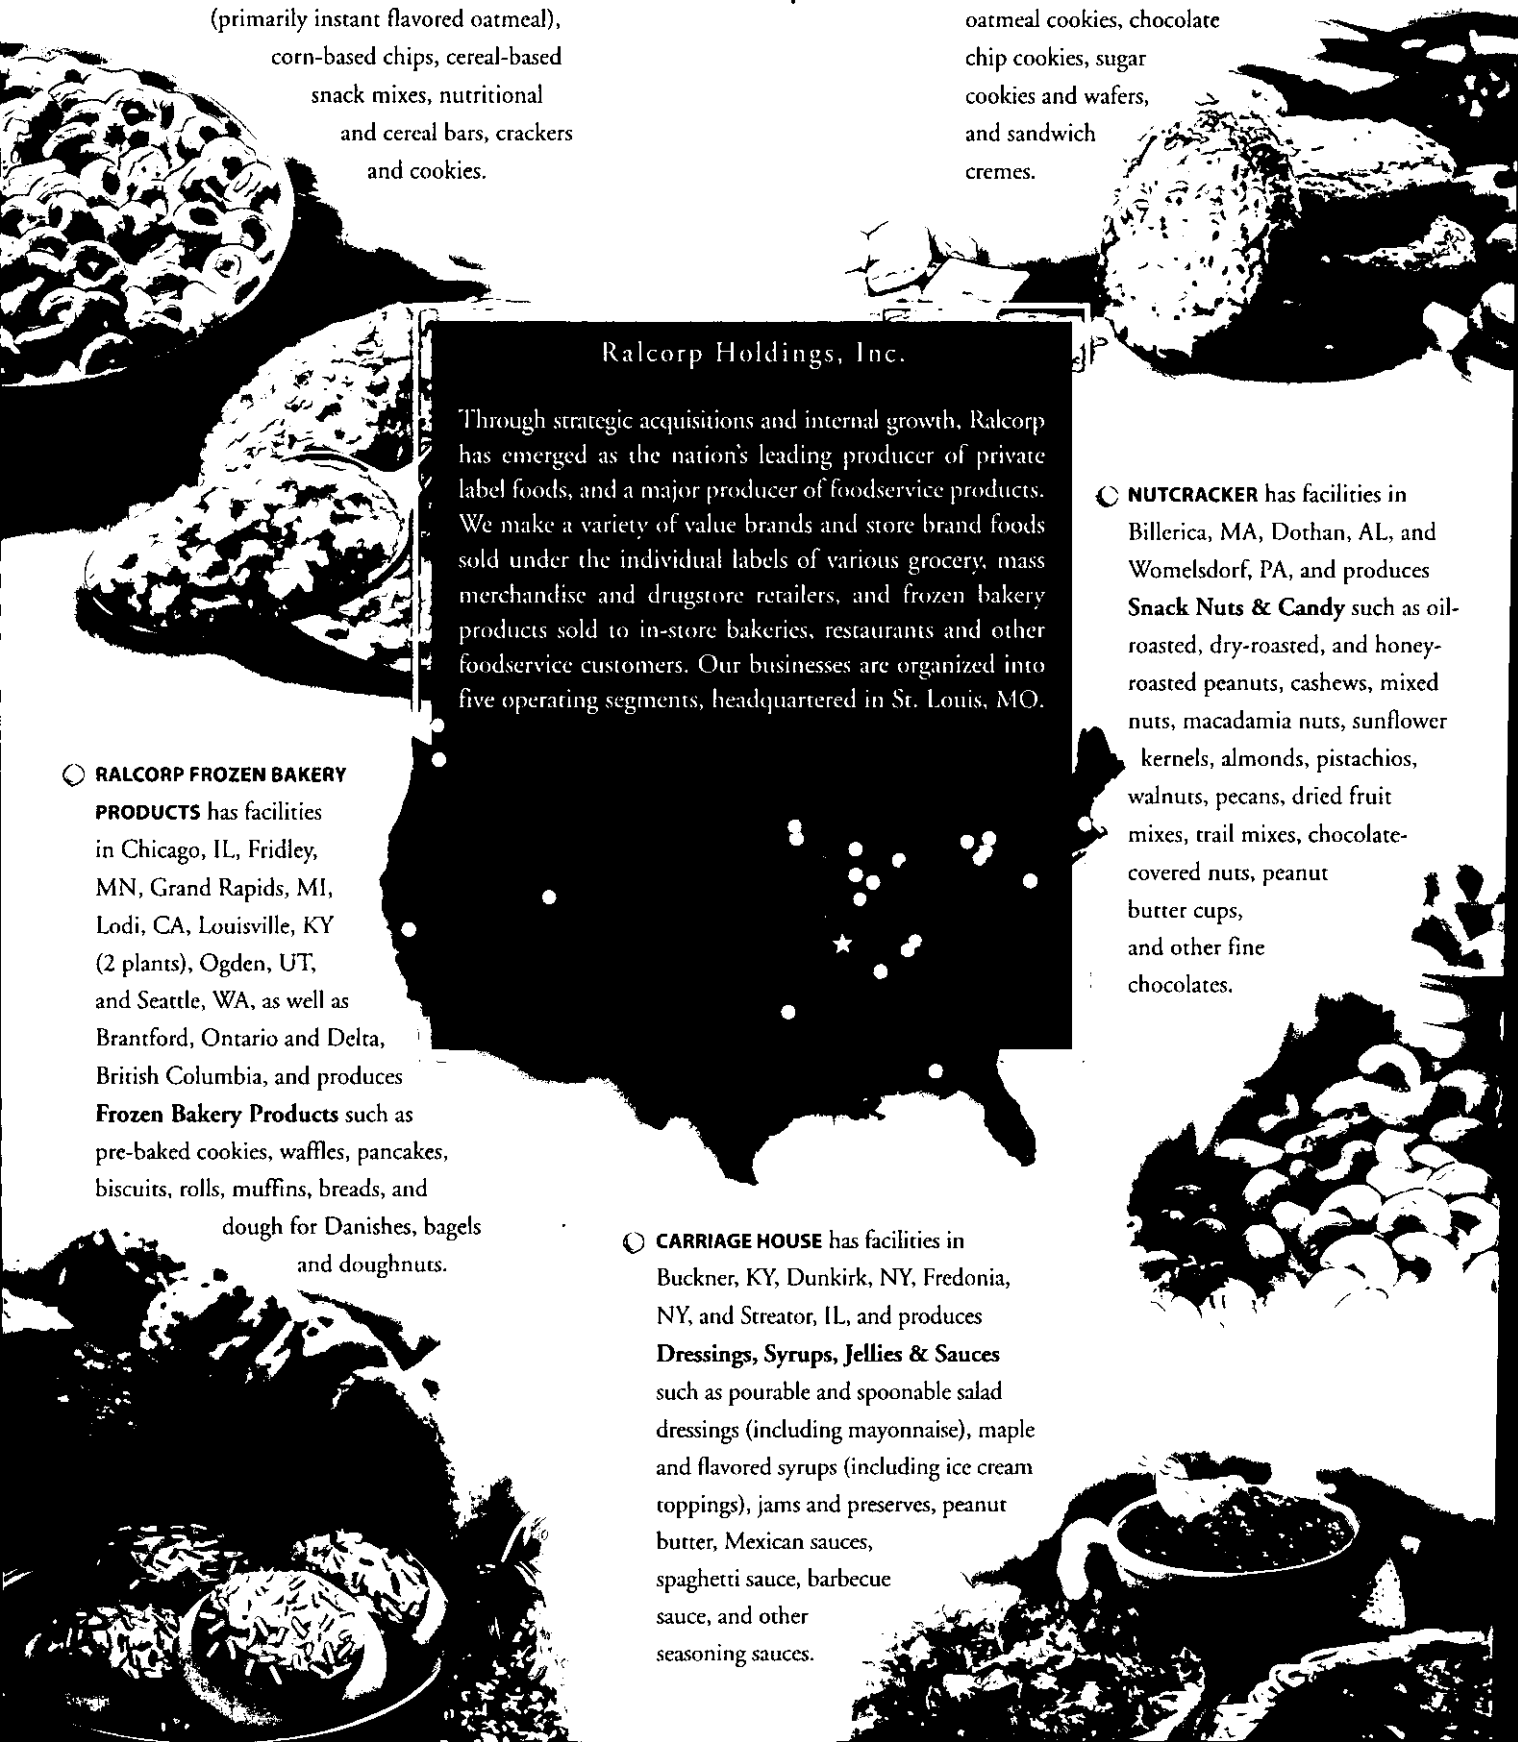 (primarily instant flavored oatmeal),
corn-based chips, cereal-based
snack mixes, nutritional
and cereal bars, crackers
and cookies.
oatmeal cookies, chocolate
chip cookies, sugar
cookies and wafers,
and sandwich
cremes.
Ralcorp Holdings, Inc.
Through strategic acquisitions and internal growth, Ralcorp
has emerged as the nation's leading producer of private
label foods, and a major producer of foodservice products.
We make a variety of value brands and store brand foods
sold under the individual labels of various grocery, mass
merchandise and drugstore retailers, and frozen bakery
products sold to in-store bakeries, restaurants and other
foodservice customers. Our businesses are organized into
five operating segments, headquartered in St. Louis, MO.
NUTCRACKER has facilities in
Billerica, MA, Dothan, AL, and
Womelsdorf, PA, and produces
Snack Nuts & Candy such as oil-
roasted, dry-roasted, and honey-
roasted peanuts, cashews, mixed
nuts, macadamia nuts, sunflower
kernels, almonds, pistachios,
walnuts, pecans, dried fruit
mixes, trail mixes, chocolate-
covered nuts, peanut
butter cups,
and other fine
chocolates.
RALCORP FROZEN BAKERY
PRODUCTS has facilities
in Chicago, IL, Fridley,
MN, Grand Rapids, MI,
Lodi, CA, Louisville, KY
(2 plants), Ogden, UT,
and Seattle, WA, as well as
Brantford, Ontario and Delta,
British Columbia, and produces
Frozen Bakery Products such as
pre-baked cookies, waffles, pancakes,
biscuits, rolls, muffins, breads, and
dough for Danishes, bagels
and doughnuts.
CARRIAGE HOUSE has facilities in
Buckner, KY, Dunkirk, NY, Fredonia,
NY, and Streator, IL, and produces
Dressings, Syrups, Jellies & Sauces
such as pourable and spoonable salad
dressings (including mayonnaise), maple
and flavored syrups (including ice cream
toppings), jams and preserves, peanut
butter, Mexican sauces,
spaghetti sauce, barbecue
sauce, and other
seasoning sauces.